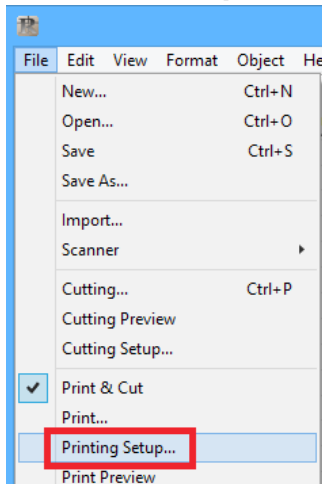 File Edit View Format Object He
New... Ctrl+N
Open... Ctrl+O
Save Ctrl+S
Save As...
Import...
Scanner
Cutting... Ctrl+P
Cutting Preview
Cutting Setup...
Print & Cut
Print...
Printing Setup...
Print Preview